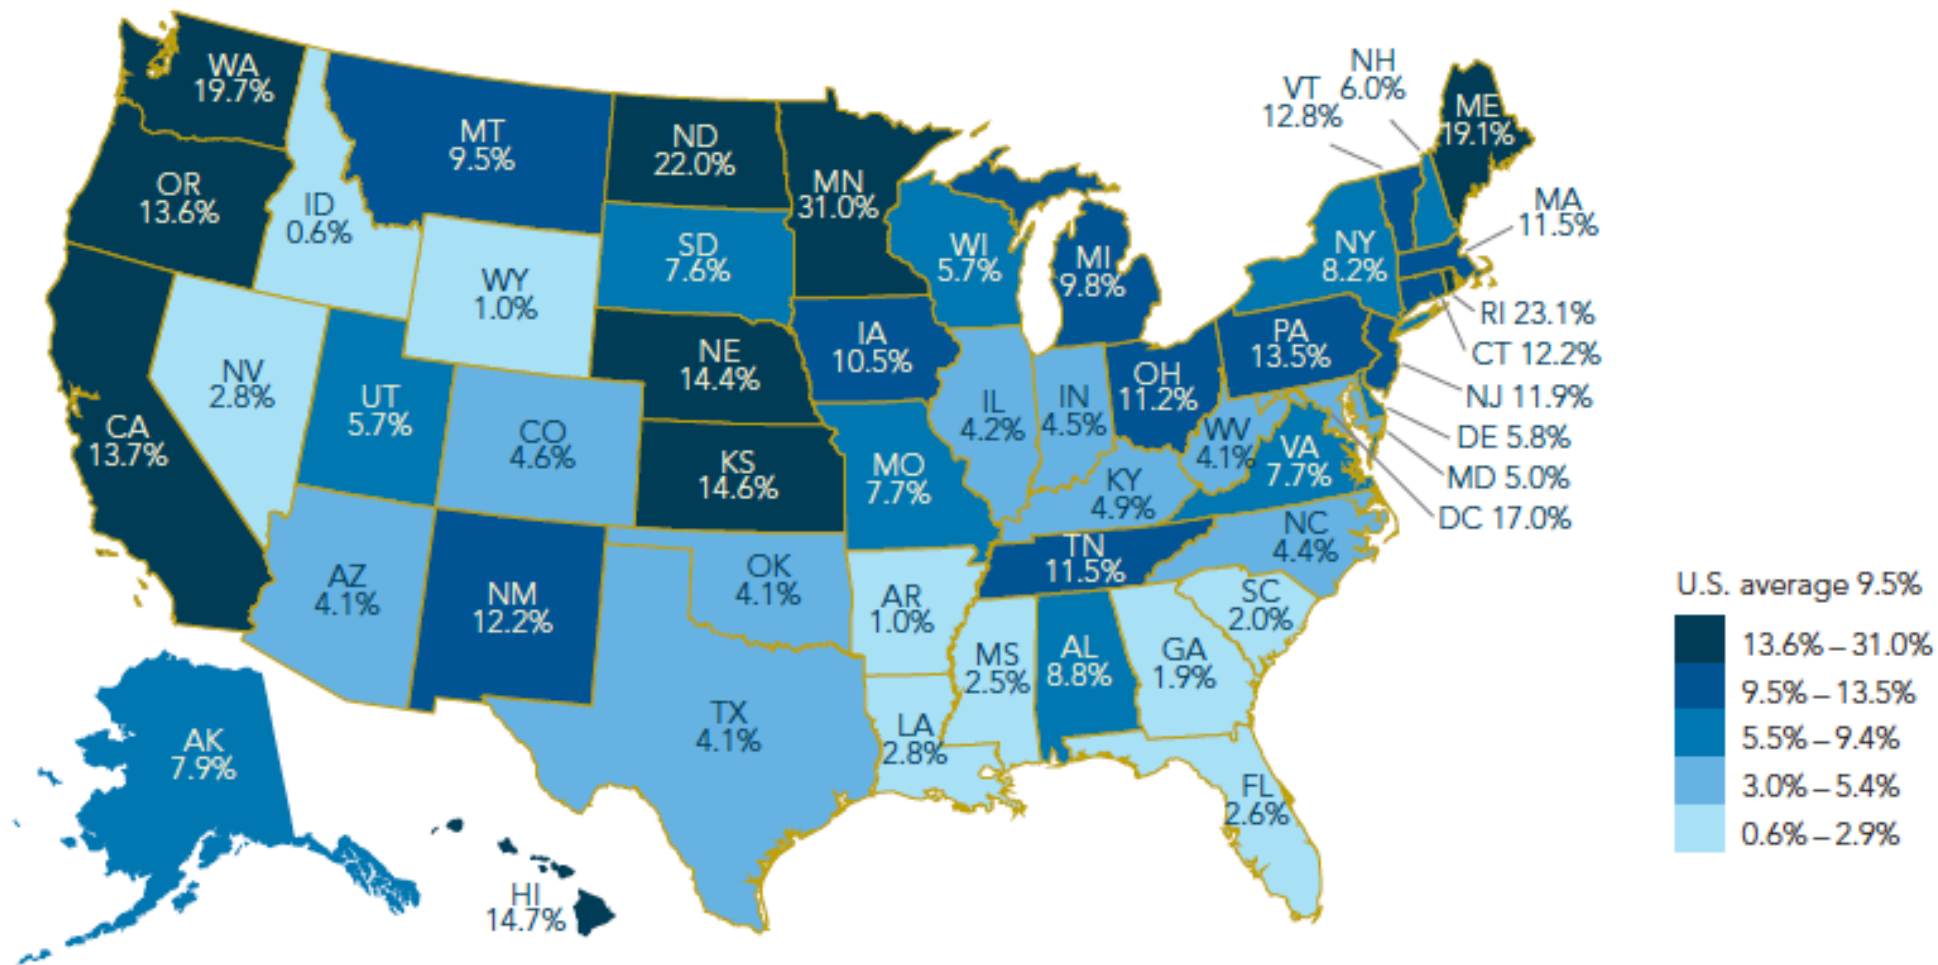 WA
19.7%
OR
13.6%
CA
13.7%
ID
0.6%
NV
2.8%
MT
9.5%
WY
1.0%
UT
5.7%
CO
4.6%
AZ
4.1%
NM
12.2%
ND
22.0%
SD
7.6%
NE
14.4%
KS
14.6%
OK
4.1%
TX
4.1%
MN
31.0%
IA
10.5%
MO
7.7%
AR
1.0%
LA
2.8%
WI
5.7%
IL
4.2%
MI
9.8%
IN
4.5%
OH
11.2%
KY
4.9%
TN
11.5%
MS
2.5%
AL
8.8%
GA
1.9%
FL
2.6%
SC
2.0%
NC
4.4%
WV
4.1%
VA
7.7%
PA
13.5%
NY
8.2%
VT
12.8%
NH
6.0%
ME
19.1%
MA
11.5%
RI 23.1%
CT 12.2%
NJ 11.9%
DE 5.8%
MD 5.0%
DC 17.0%
AK
7.9%
HI
14.7%
U.S. average 9.5%
13.6% – 31.0%
9.5% – 13.5%
5.5% – 9.4%
3.0% – 5.4%
0.6% – 2.9%